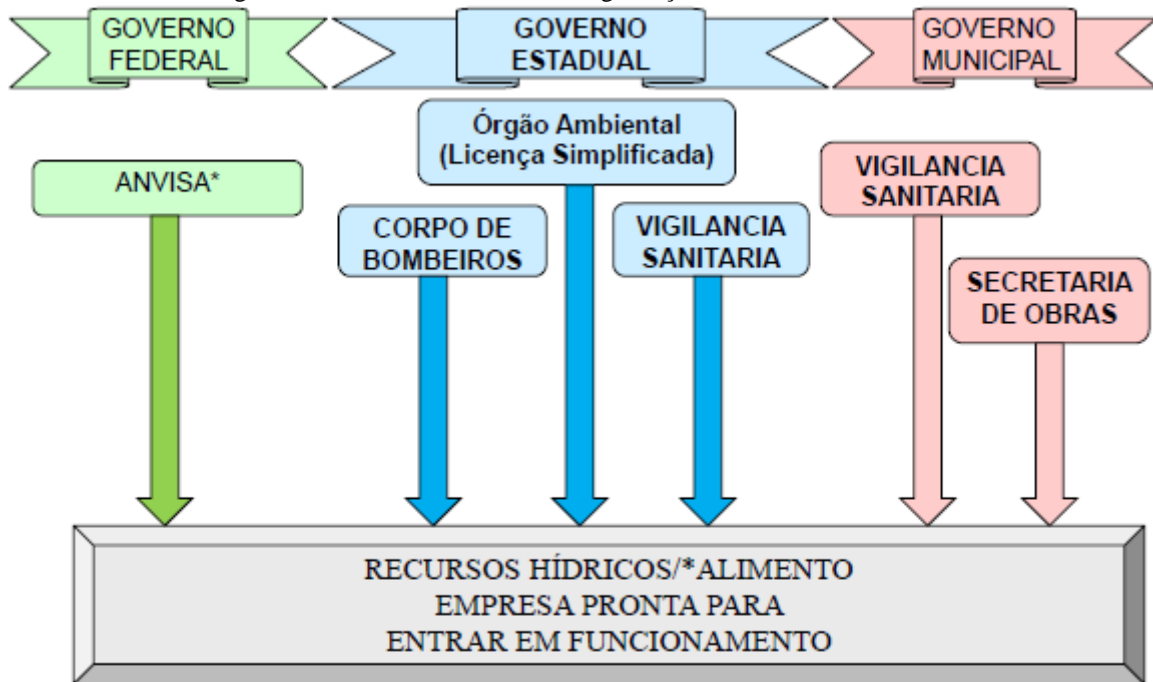 GOVERNO
FEDERAL
GOVERNO
ESTADUAL
GOVERNO
MUNICIPAL
Órgão Ambiental
(Licença Simplificada)
ANVISA*
VIGILANCIA
SANITARIA
CORPO DE
BOMBEIROS
VIGILANCIA
SANITARIA
SECRETARIA
DE OBRAS
RECURSOS HÍDRICOS/*ALIMENTO
EMPRESA PRONTA PARA
ENTRAR EM FUNCIONAMENTO